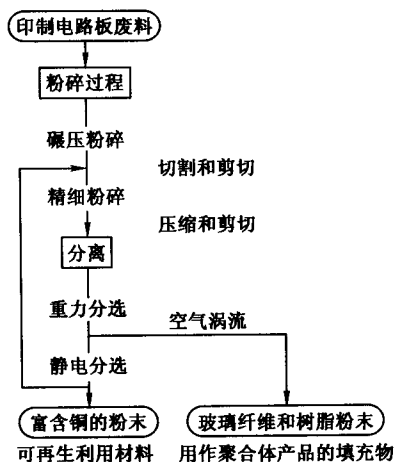 印制电路板废料
粉碎过程
碾压粉碎
切割和剪切
精细粉碎
压缩和剪切
分离
重力分选
空气涡流
静电分选
富含铜的粉末
玻璃纤维和树脂粉末
可再生利用材料
用作聚合体产品的填充物